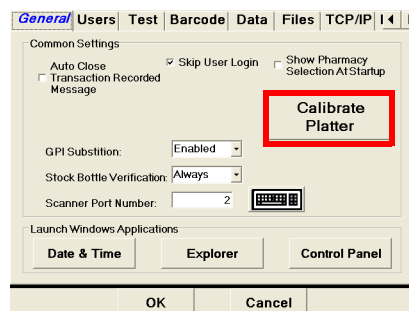 General Users Test Barcode Data Files TCP/IP
Common Settings
Auto Close
Transaction Recorded
Message
Skip User Login
Show Pharmacy
Selection At Startup
Calibrate
Platter
GPI Substition: Enabled
Stock Bottle Verification: Always
Scanner Port Number: 2
Launch Windows Applications
Date & Time Explorer Control Panel
OK Cancel